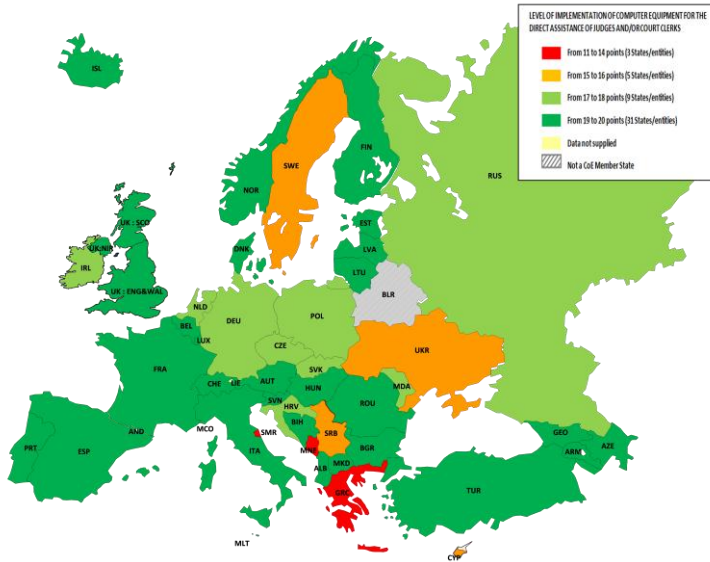 LEVEL OF IMPLEMENTATION OF COMPUTER EQUIPMENT FOR THE
DIRECT ASSISTANCE OF JUDGES AND/OR COURT CLERKS
From 11 to 14 points (3 States/entities)
From 15 to 16 points (5 States/entities)
From 17 to 18 points (9 States/entities)
From 19 to 20 points (31 States/entities)
Data not supplied
Not a CoE Member State
ISL
RUS
FIN
SWE
NOR
UK : SCO
EST
LVA
DNK
UK:NIR
IRL
LTU
UK : ENG&WAL
BLR
NLD
POL
DEU
BEL
LUX
CZE
UKR
SVK
FRA
MDA
CHE
LIE
AUT
HUN
SVN
ROU
HRV
BIH
SRB
MCO
AND
SMR
GEO
PRT
ESP
ITA
MNE
BGR
AZE
ARM
MKD
ALB
GRC
TUR
MLT
CYP